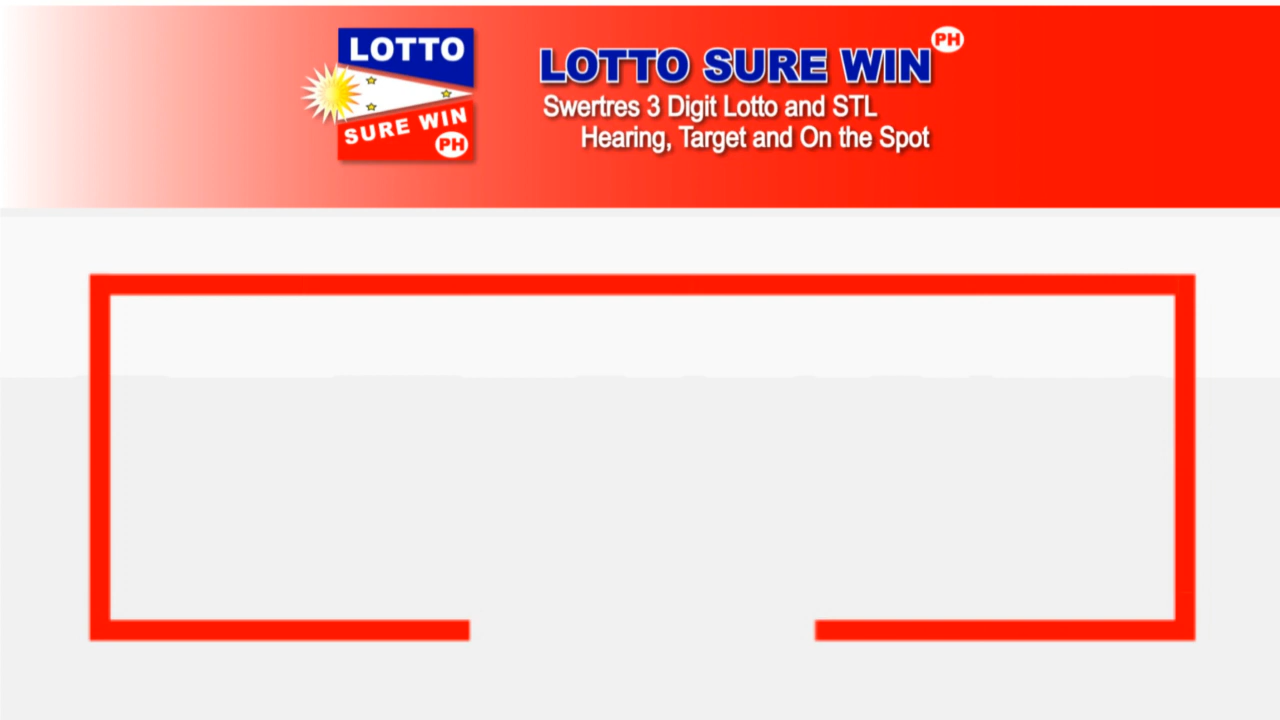 LOTTO
SURE WIN
PH
LOTTO SURE WIN PH
Swertres 3 Digit Lotto and STL
Hearing, Target and On the Spot